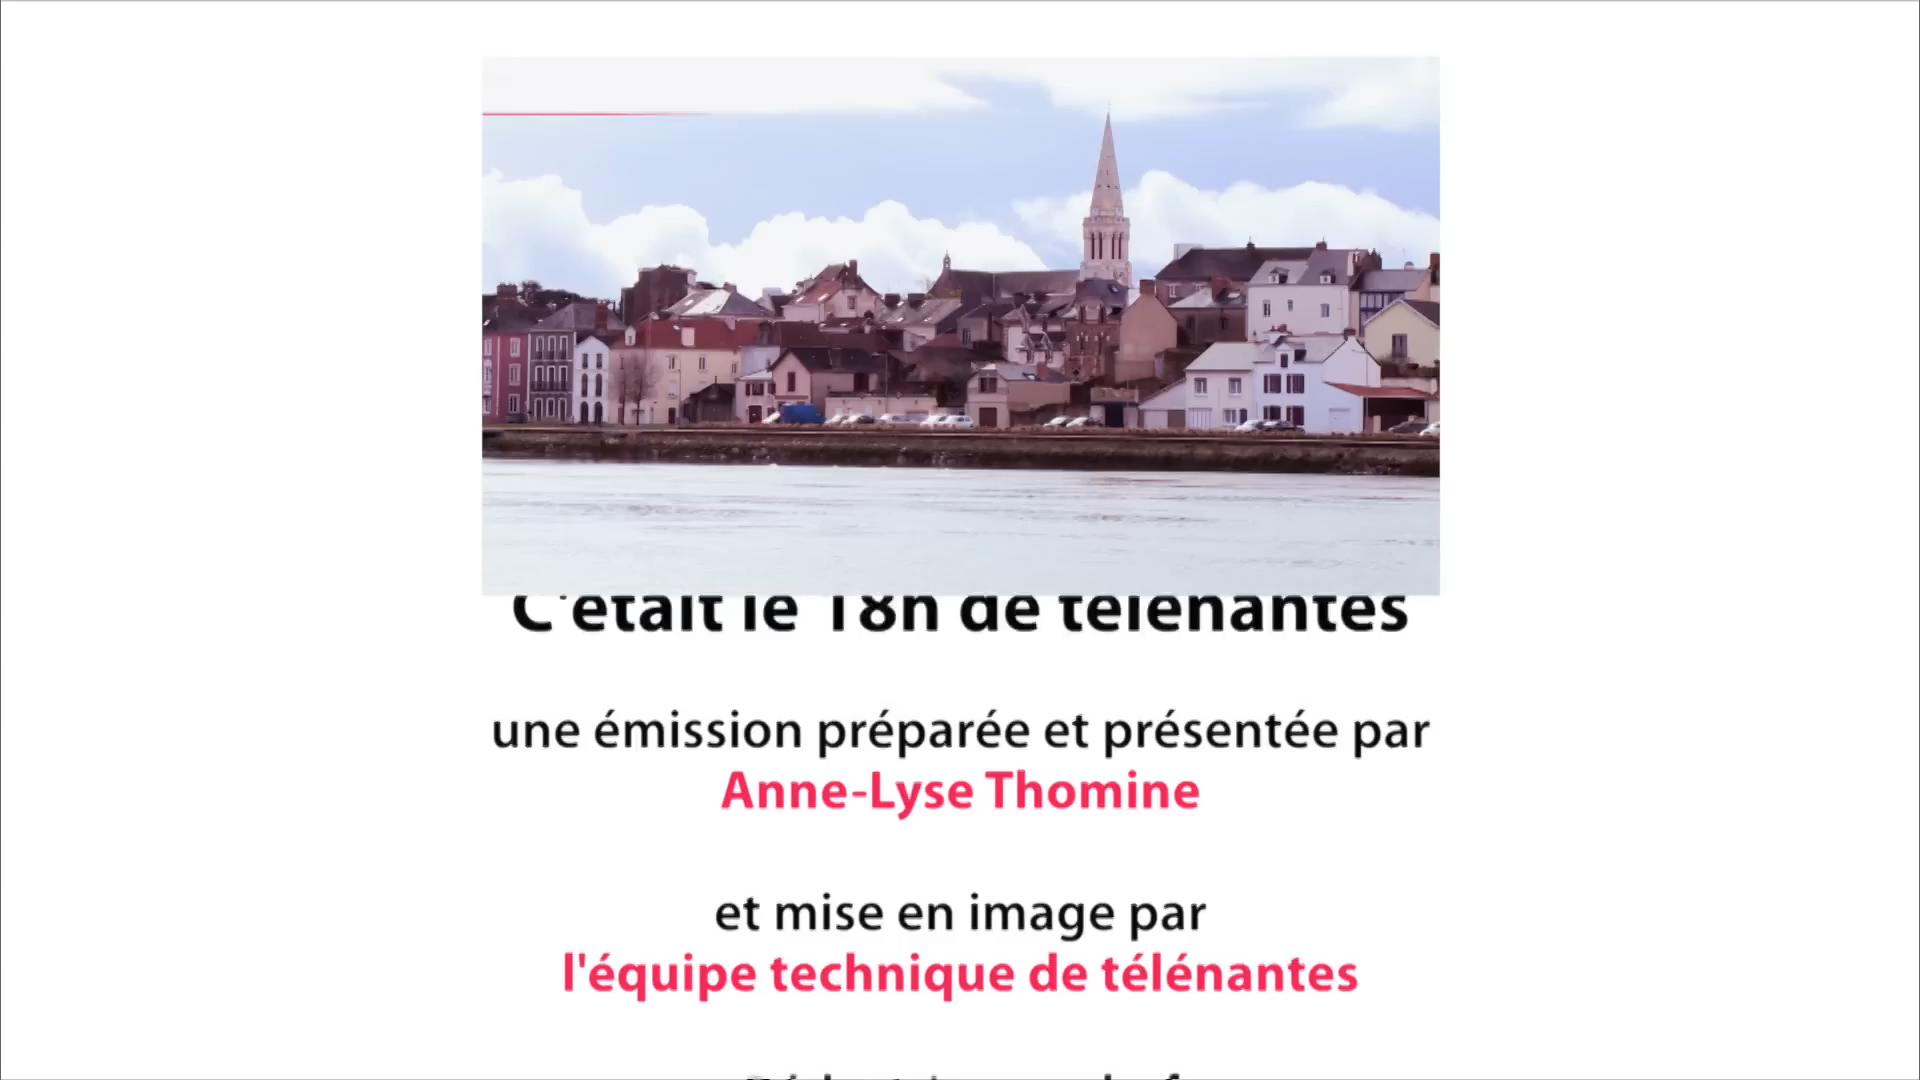 C'était le 18h de télénantes
une émission préparée et présentée par
Anne-Lyse Thomine
et mise en image par
l'équipe technique de télénantes